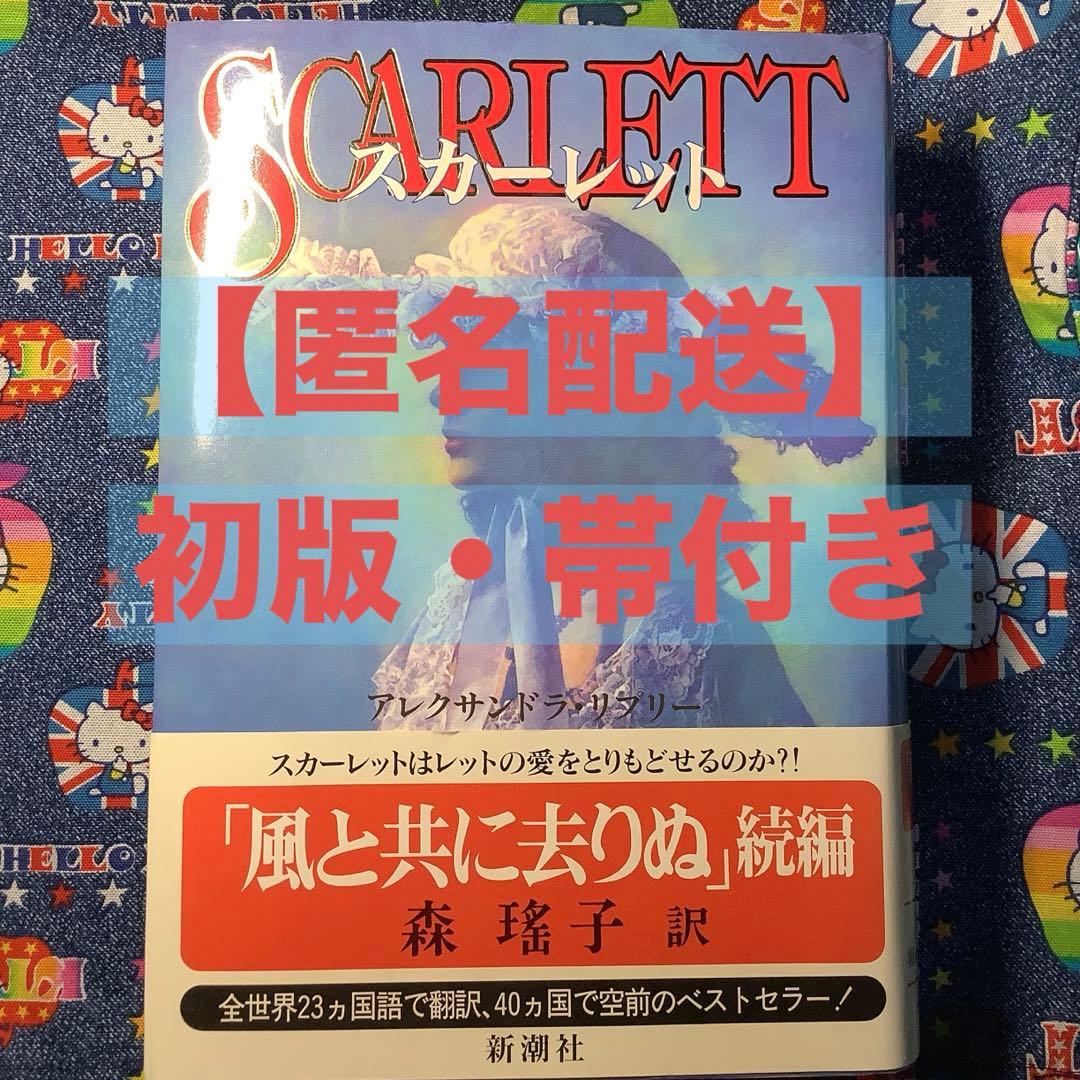 SCARLETT
スカーレット
【匿名配送】
初版・帯付き
アレクサンドラ・リプリー
スカーレットはレットの愛をとりもどせるのか?!
「風と共に去りぬ」続編
森 瑤子 訳
全世界23ヵ国語で翻訳、40ヵ国で空前のベストセラー!
新潮社
HELLO
HELLO